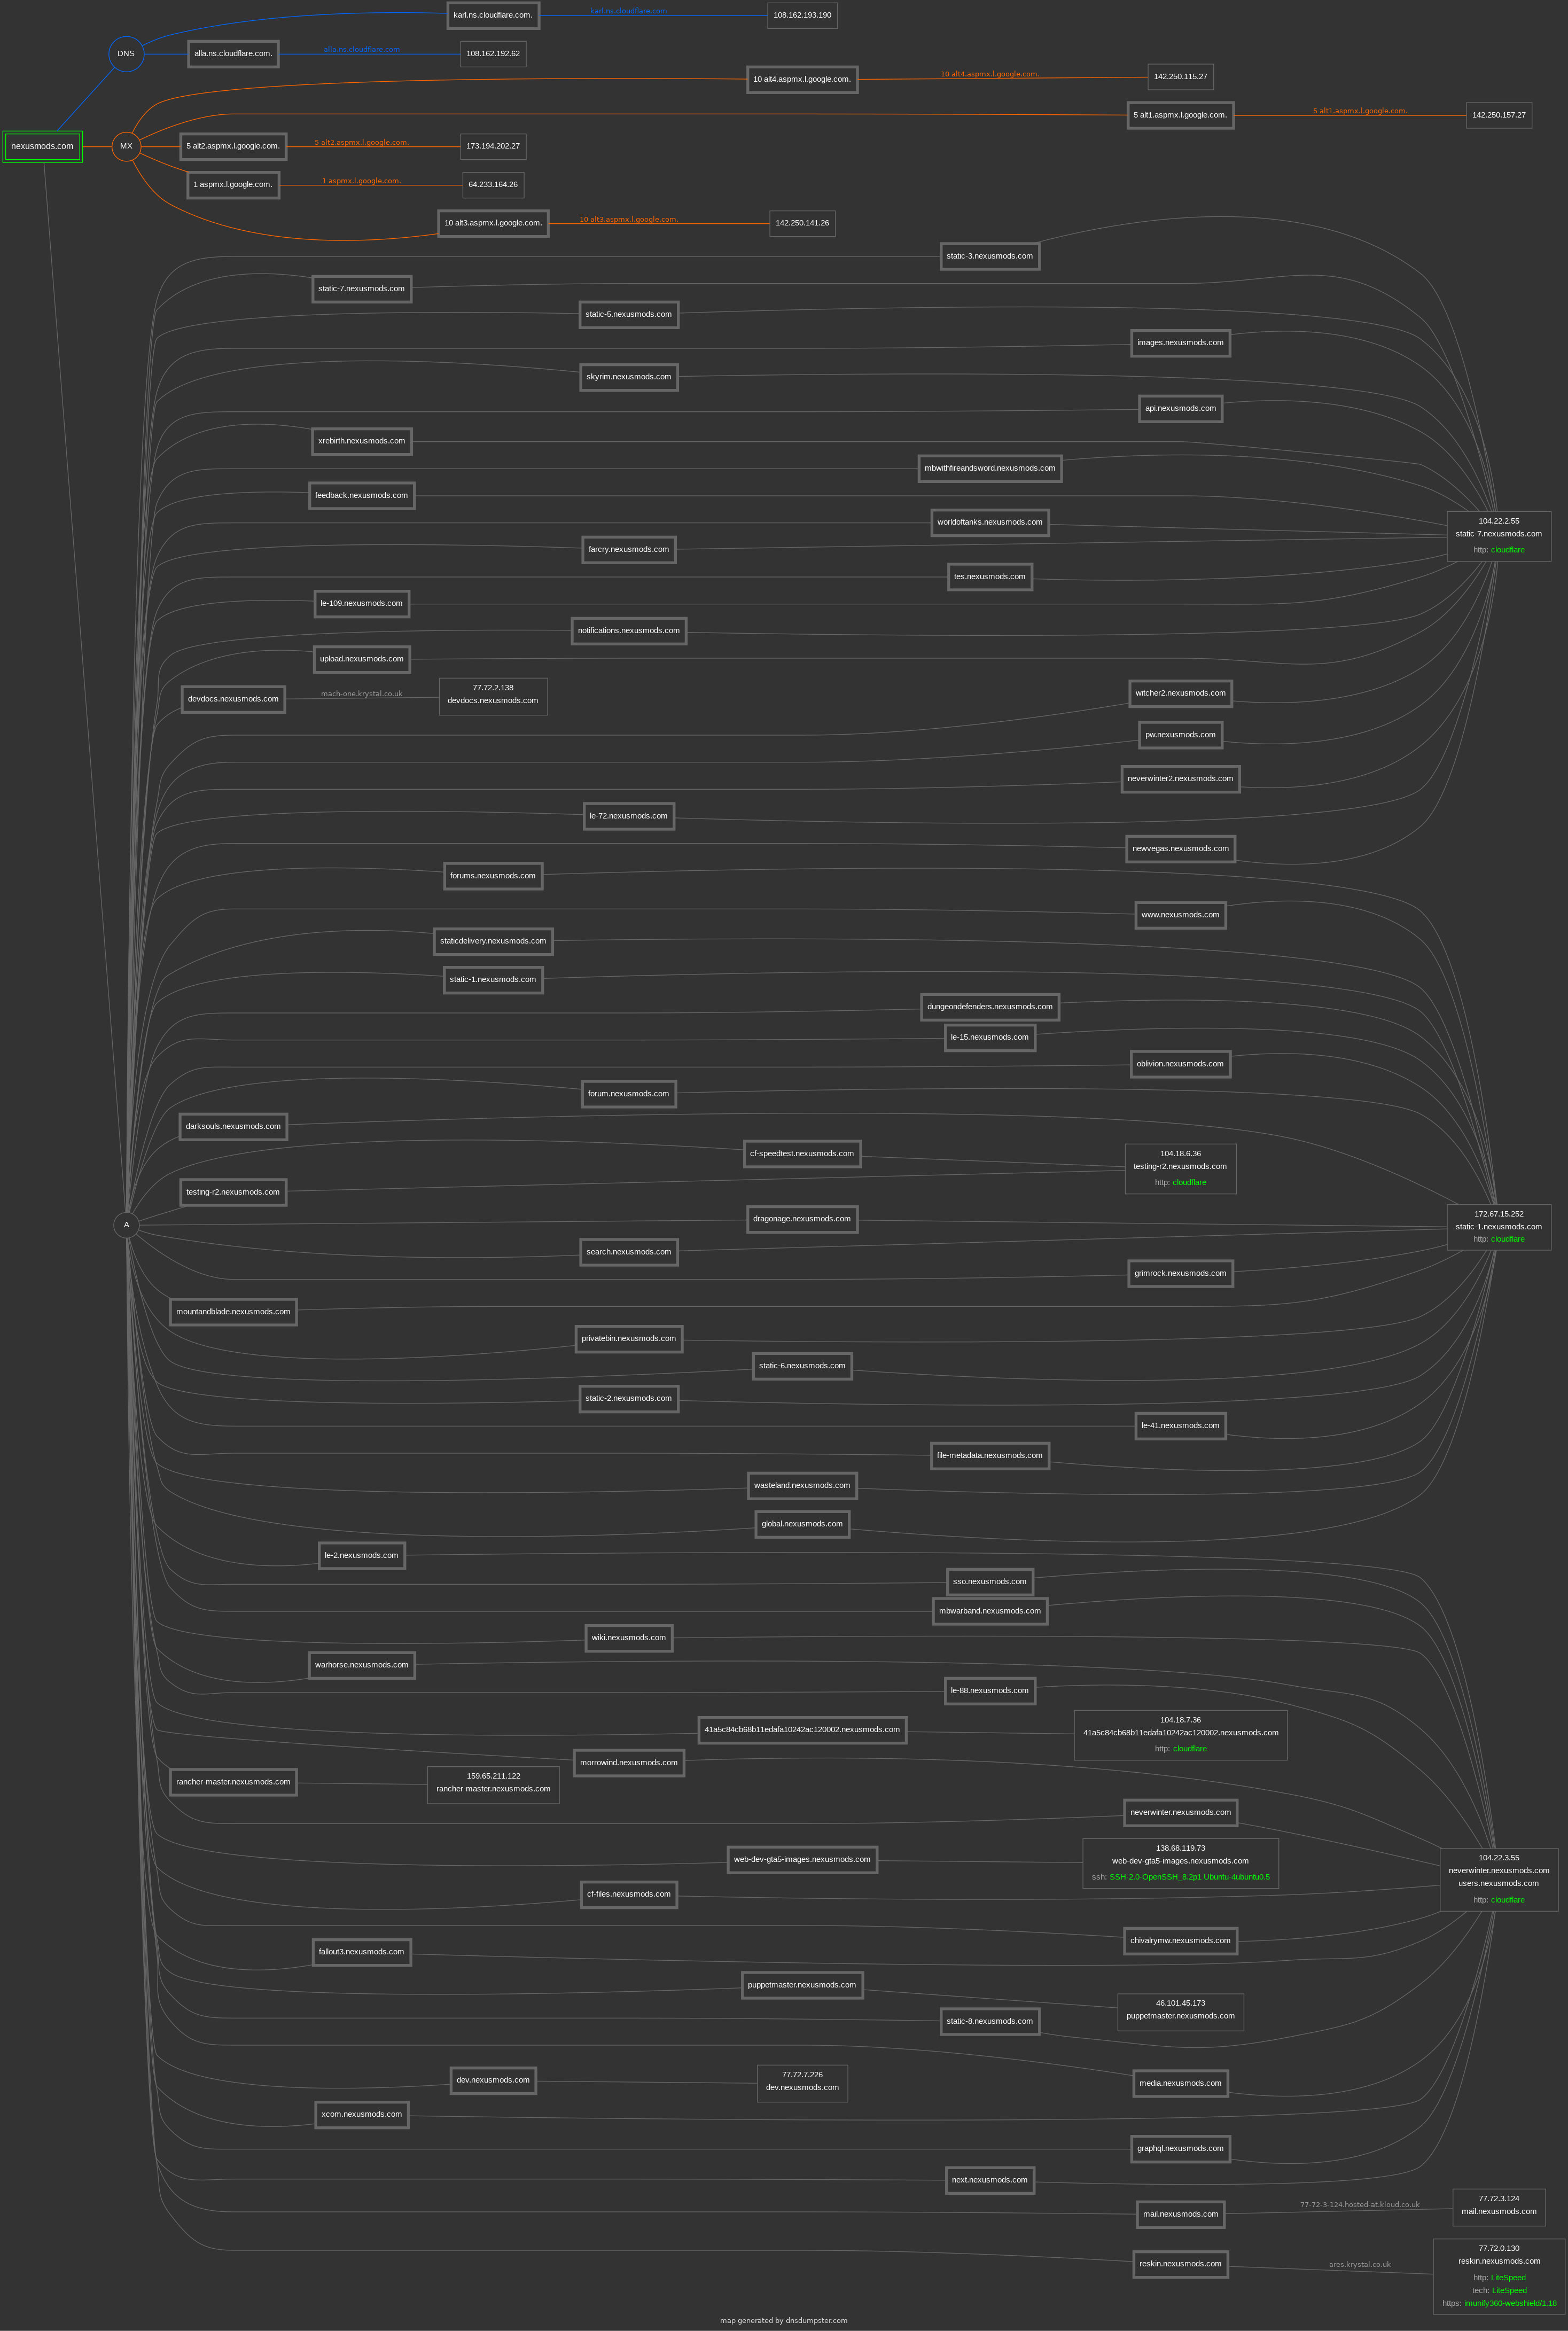 karl.ns.cloudflare.com.
karl.ns.cloudflare.com
108.162.193.190
DNS
alla.ns.cloudflare.com.
alla.ns.cloudflare.com
108.162.192.62
10 alt4.aspmx.l.google.com.
10 alt4.aspmx.l.google.com.
142.250.115.27
5 alt1.aspmx.l.google.com.
5 alt1.aspmx.l.google.com.
142.250.157.27
nexusmods.com
MX
5 alt2.aspmx.l.google.com.
5 alt2.aspmx.l.google.com.
173.194.202.27
1 aspmx.l.google.com.
1 aspmx.l.google.com.
64.233.164.26
10 alt3.aspmx.l.google.com.
10 alt3.aspmx.l.google.com.
142.250.141.26
static-3.nexusmods.com
static-7.nexusmods.com
static-5.nexusmods.com
images.nexusmods.com
skyrim.nexusmods.com
api.nexusmods.com
xrebirth.nexusmods.com
mbwithfireandsword.nexusmods.com
feedback.nexusmods.com
worldoftanks.nexusmods.com
104.22.2.55
static-7.nexusmods.com
http: cloudflare
farcry.nexusmods.com
tes.nexusmods.com
le-109.nexusmods.com
notifications.nexusmods.com
upload.nexusmods.com
devdocs.nexusmods.com
mach-one.krystal.co.uk
77.72.2.138
devdocs.nexusmods.com
witcher2.nexusmods.com
pw.nexusmods.com
neverwinter2.nexusmods.com
le-72.nexusmods.com
newvegas.nexusmods.com
forums.nexusmods.com
www.nexusmods.com
staticdelivery.nexusmods.com
static-1.nexusmods.com
dungeondefenders.nexusmods.com
le-15.nexusmods.com
oblivion.nexusmods.com
forum.nexusmods.com
darksouls.nexusmods.com
cf-speedtest.nexusmods.com
104.18.6.36
testing-r2.nexusmods.com
http: cloudflare
testing-r2.nexusmods.com
A
dragonage.nexusmods.com
172.67.15.252
static-1.nexusmods.com
http: cloudflare
search.nexusmods.com
grimrock.nexusmods.com
mountandblade.nexusmods.com
privatebin.nexusmods.com
static-6.nexusmods.com
static-2.nexusmods.com
le-41.nexusmods.com
file-metadata.nexusmods.com
wasteland.nexusmods.com
global.nexusmods.com
le-2.nexusmods.com
sso.nexusmods.com
mbwarband.nexusmods.com
wiki.nexusmods.com
warhorse.nexusmods.com
le-88.nexusmods.com
41a5c84cb68b11edafa10242ac120002.nexusmods.com
104.18.7.36
41a5c84cb68b11edafa10242ac120002.nexusmods.com
http: cloudflare
morrowind.nexusmods.com
rancher-master.nexusmods.com
159.65.211.122
rancher-master.nexusmods.com
neverwinter.nexusmods.com
web-dev-gta5-images.nexusmods.com
138.68.119.73
web-dev-gta5-images.nexusmods.com
ssh: SSH-2.0-OpenSSH_8.2p1 Ubuntu-4ubuntu0.5
104.22.3.55
neverwinter.nexusmods.com
users.nexusmods.com
http: cloudflare
cf-files.nexusmods.com
chivalrymw.nexusmods.com
fallout3.nexusmods.com
puppetmaster.nexusmods.com
46.101.45.173
puppetmaster.nexusmods.com
static-8.nexusmods.com
dev.nexusmods.com
77.72.7.226
dev.nexusmods.com
media.nexusmods.com
xcom.nexusmods.com
graphql.nexusmods.com
next.nexusmods.com
mail.nexusmods.com
77-72-3-124.hosted-at.kloud.co.uk
77.72.3.124
mail.nexusmods.com
reskin.nexusmods.com
ares.krystal.co.uk
77.72.0.130
reskin.nexusmods.com
http: LiteSpeed
tech: LiteSpeed
https: imunify360-webshield/1.18
map generated by dnsdumpster.com